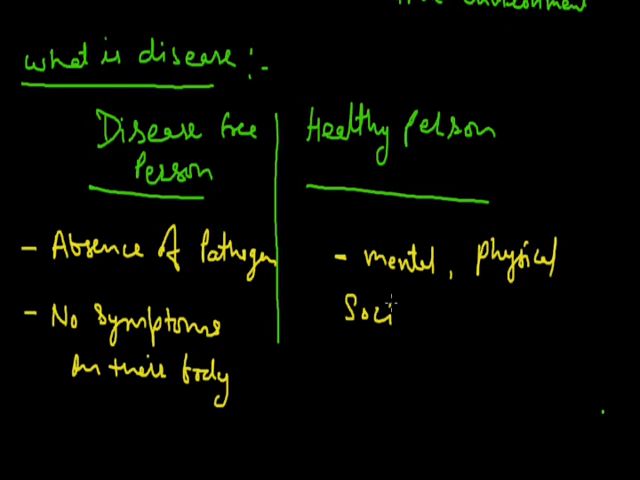 environment
what is disease :-
Disease free
Person
Healthy person
- Absence of Pathogen
- No symptoms
in their body
- mental, physical
Soci